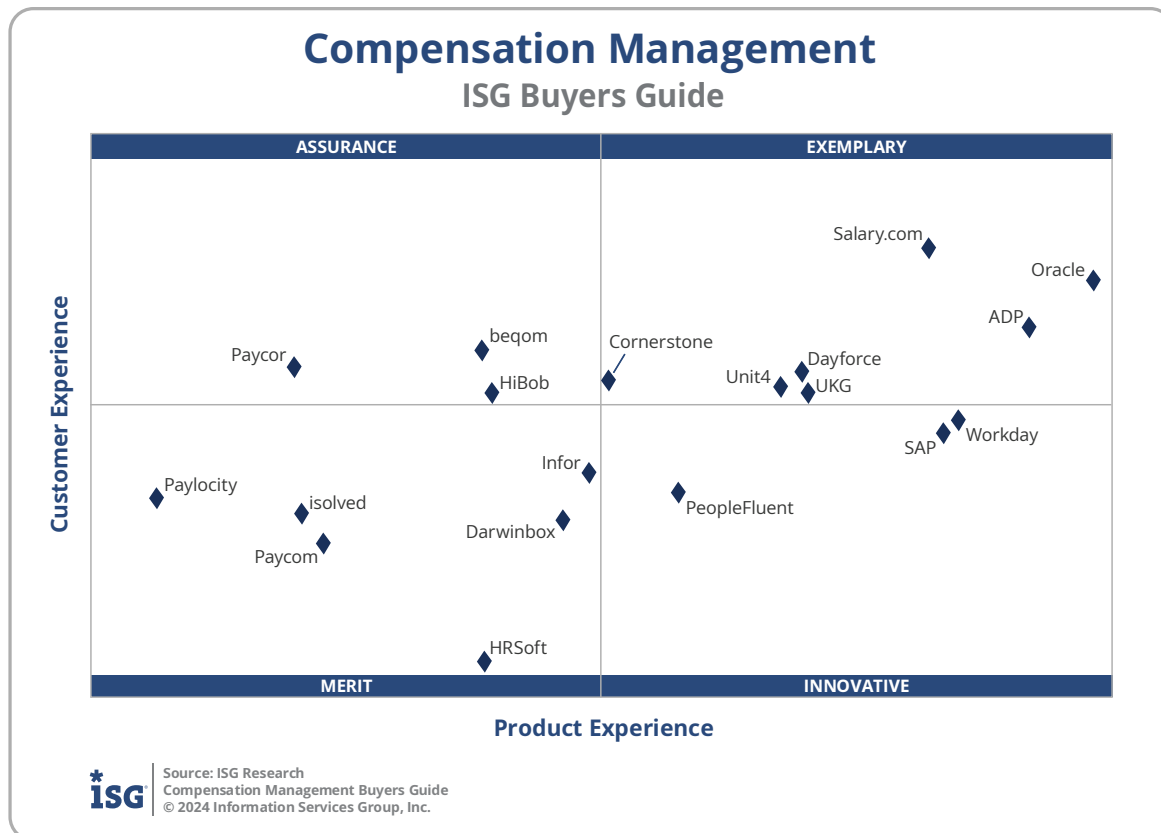 Compensation Management
ISG Buyers Guide
ASSURANCE
EXEMPLARY
Salary.com
Oracle
ADP
beqom
Cornerstone
Paycor
Dayforce
Unit4
HiBob
UKG
Workday
SAP
Infor
Paylocity
isolved
PeopleFluent
Darwinbox
Paycom
HRSoft
MERIT
INNOVATIVE
Customer Experience
Product Experience
*ISG
Source: ISG Research
Compensation Management Buyers Guide
© 2024 Information Services Group, Inc.